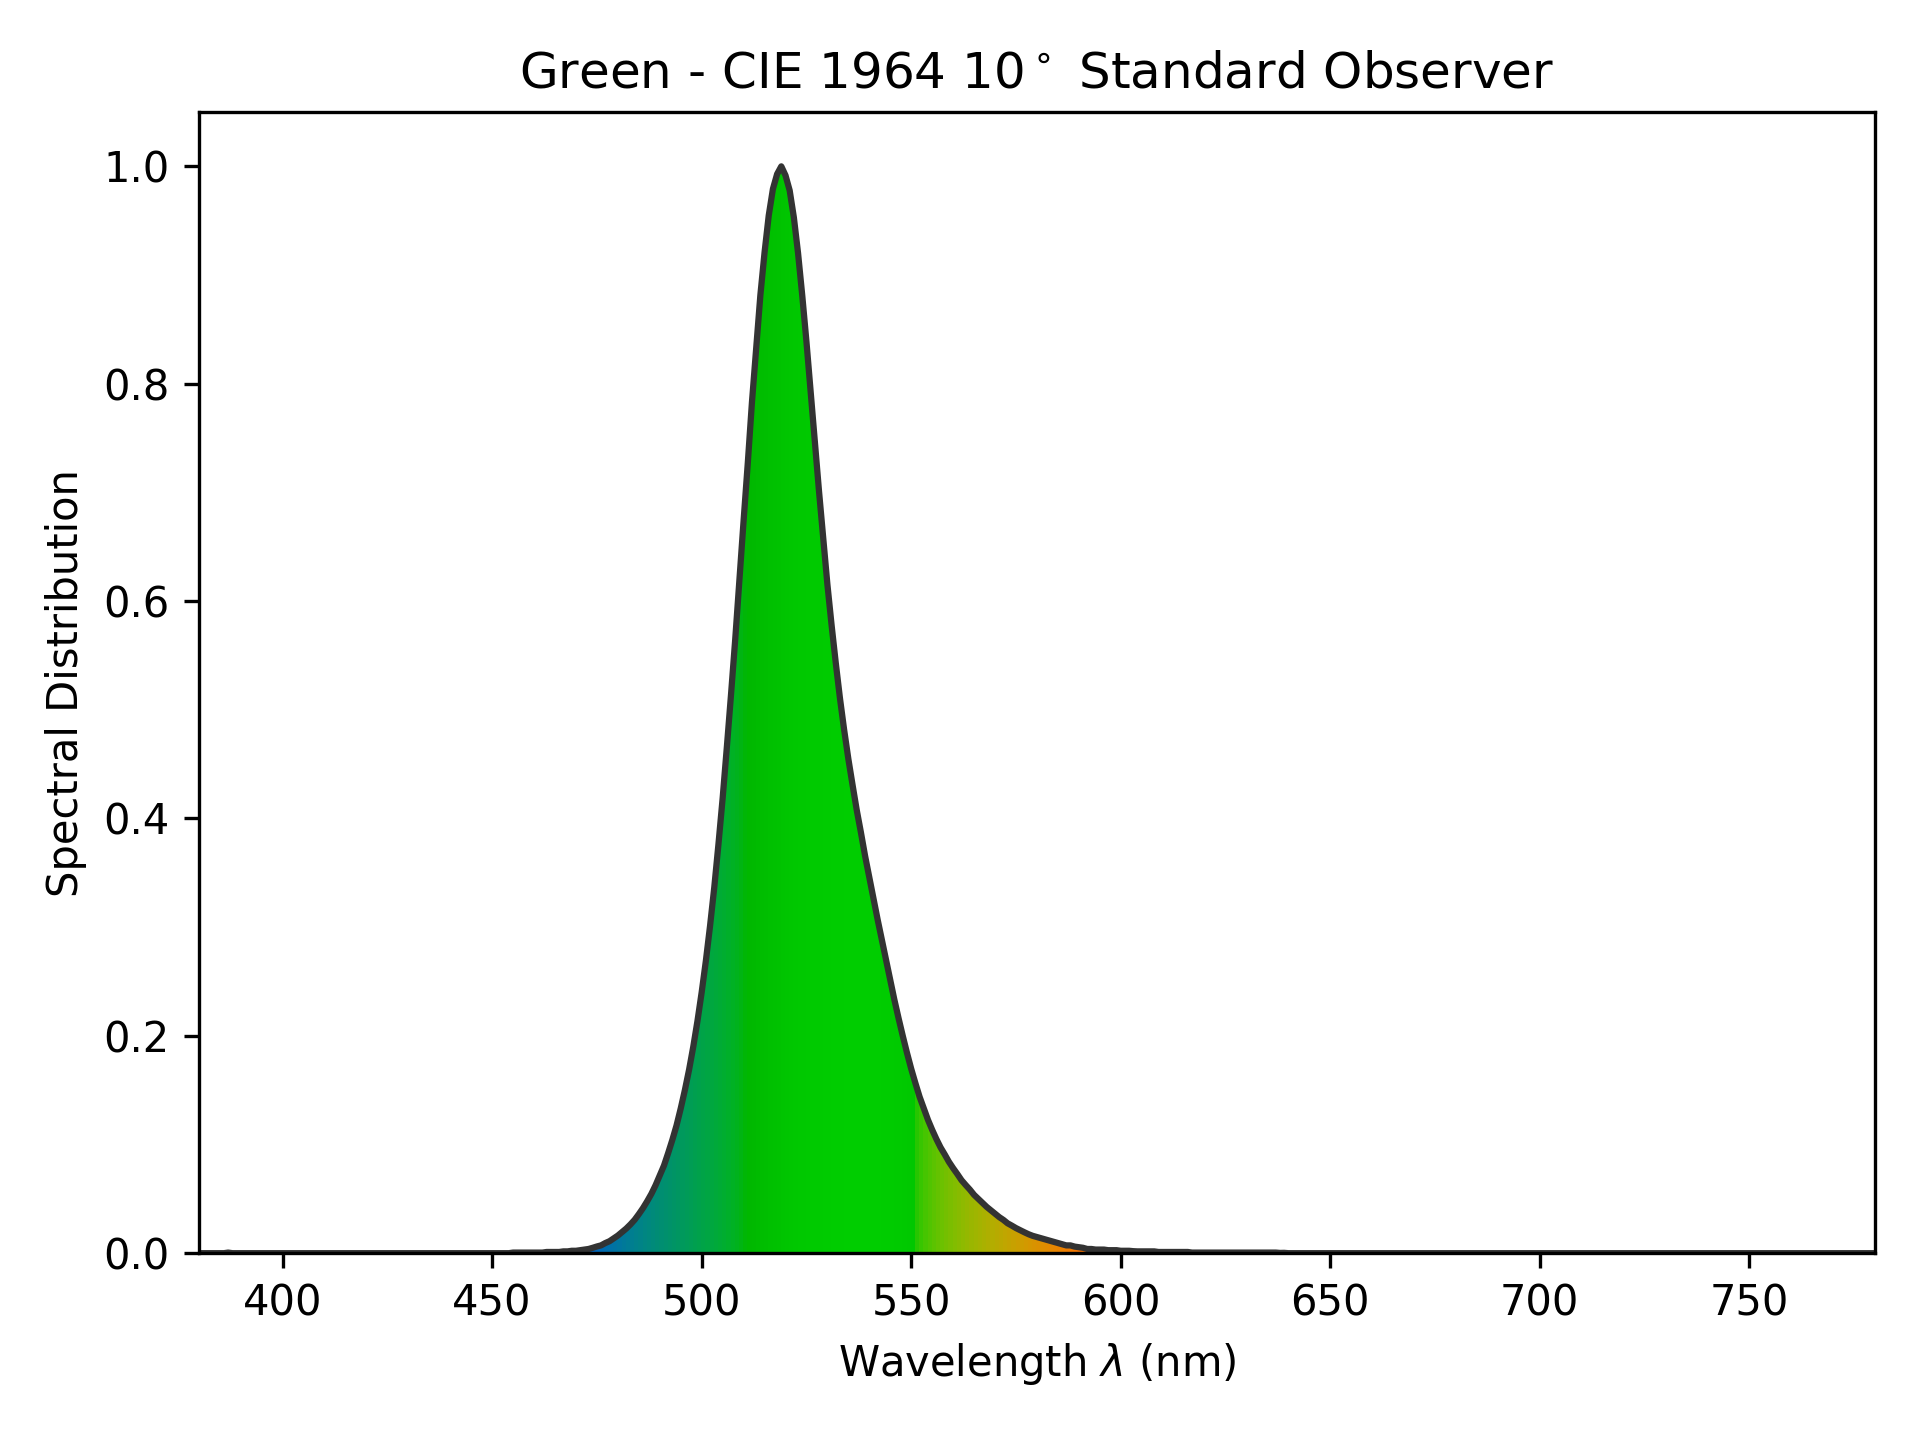 Green - CIE 1964 10° Standard Observer
1.0
0.8
0.6
0.4
0.2
0.0
Spectral Distribution
400 450 500 550 600 650 700 750
Wavelength λ (nm)